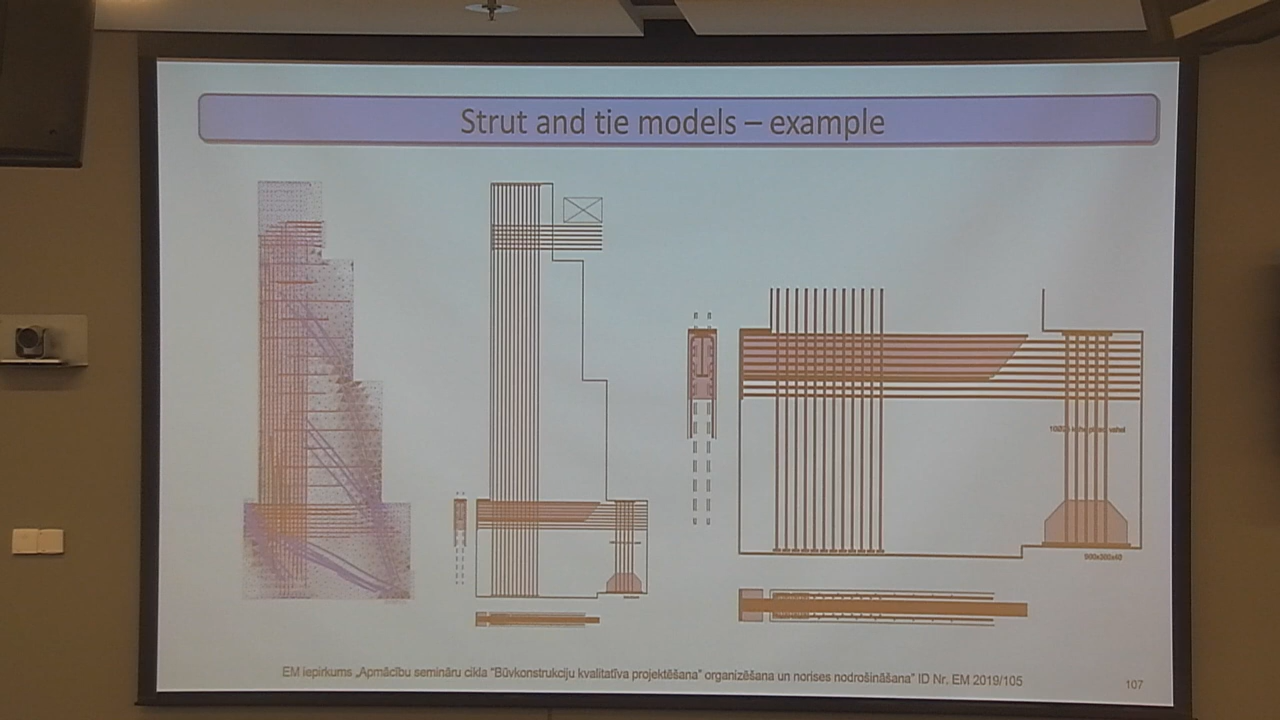 Strut and tie models – example
900x300x40
EM iepirkums „Apmācību semināru cikla "Būvkonstrukciju kvalitatīva projektēšana" organizēšana un norises nodrošināšana" ID Nr. EM 2019/105
107